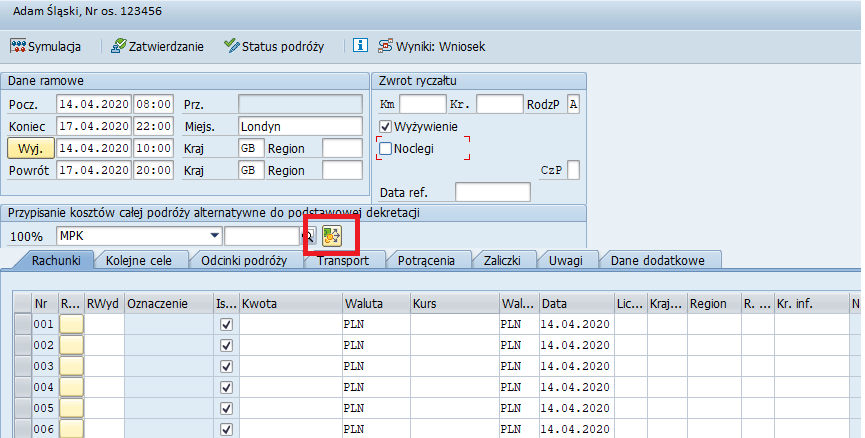 Adam Śląski, Nr os. 123456
Symulacja Zatwierdzanie Status podróży Wyniki: Wniosek
Dane ramowe
Pocz. 14.04.2020 08:00 Prz.
Koniec 17.04.2020 22:00 Miejs. Londyn
Wyj. 14.04.2020 10:00 Kraj GB Region
Powrót 17.04.2020 20:00 Kraj GB Region
Zwrot ryczałtu
Km Kr. RodzP A
Wyżywienie
Noclegi
CzP
Data ref.
Przypisanie kosztów całej podróży alternatywne do podstawowej dekretacji
100% MPK
Rachunki Kolejne cele Odcinki podróży Transport Potrącenia Zaliczki Uwagi Dane dodatkowe
Nr R... RWyd Oznaczenie Is... Kwota Waluta Kurs Wal... Data Lic... Kraj... Region R. ... Kr. inf. N
001 PLN PLN 14.04.2020
002 PLN PLN 14.04.2020
003 PLN PLN 14.04.2020
004 PLN PLN 14.04.2020
005 PLN PLN 14.04.2020
006 PLN PLN 14.04.2020